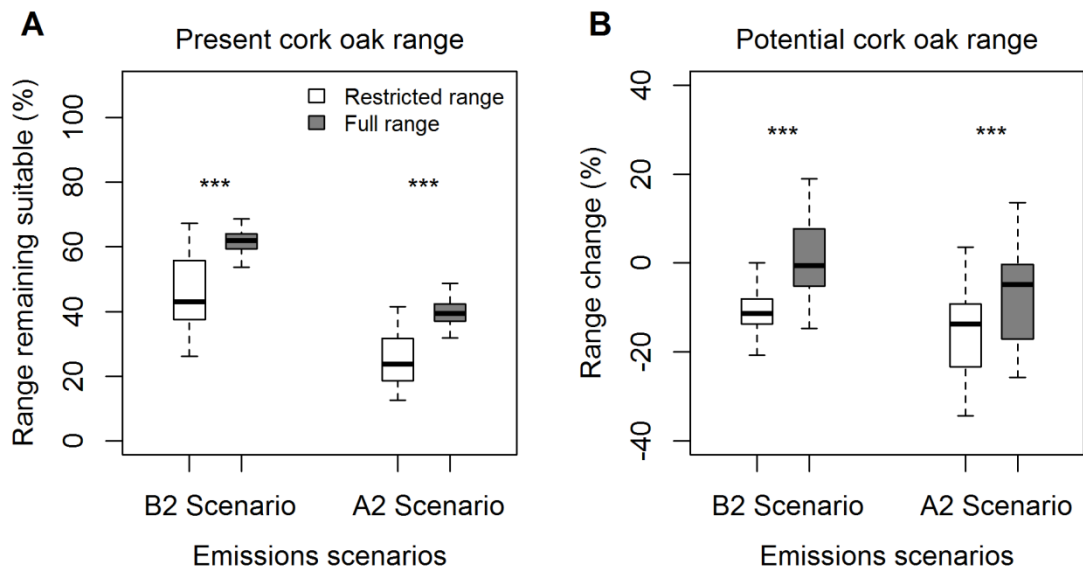 A
Present cork oak range
Range remaining suitable (%)
100
80
60
40
20
0
Restricted range
Full range
***
***
B2 Scenario
A2 Scenario
Emissions scenarios
B
Potential cork oak range
Range change (%)
40
20
0
-20
-40
***
***
B2 Scenario
A2 Scenario
Emissions scenarios